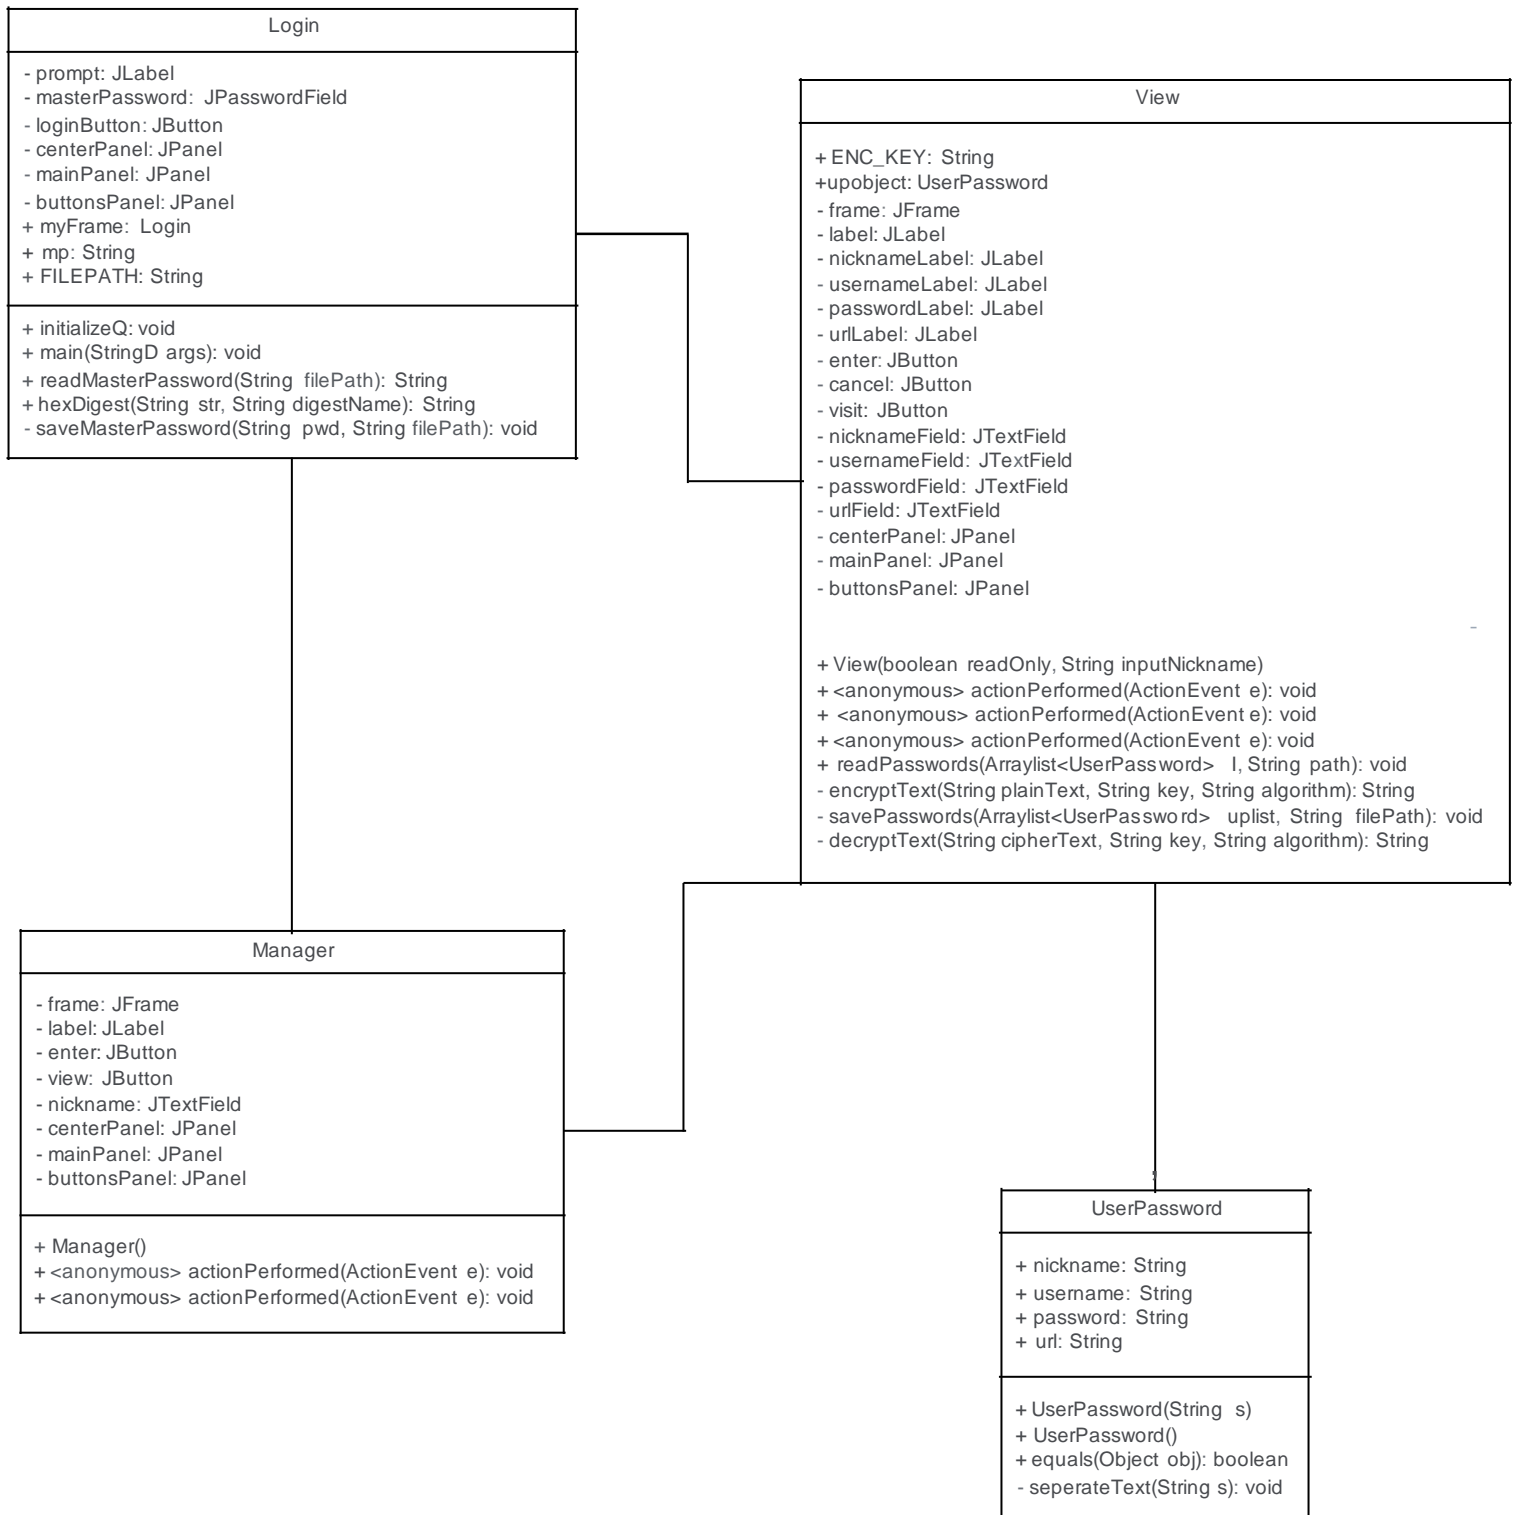 Login
- prompt: JLabel
- masterPassword: JPasswordField
- loginButton: JButton
- centerPanel: JPanel
- mainPanel: JPanel
- buttonsPanel: JPanel
+ myFrame: Login
+ mp: String
+ FILEPATH: String
+ initializeQ: void
+ main(StringD args): void
+ readMasterPassword(String filePath): String
+ hexDigest(String str, String digestName): String
- saveMasterPassword(String pwd, String filePath): void
View
+ ENC_KEY: String
+upobject: UserPassword
- frame: JFrame
- label: JLabel
- nicknameLabel: JLabel
- usernameLabel: JLabel
- passwordLabel: JLabel
- urlLabel: JLabel
- enter: JButton
- cancel: JButton
- visit: JButton
- nicknameField: JTextField
- usernameField: JTextField
- passwordField: JTextField
- urlField: JTextField
- centerPanel: JPanel
- mainPanel: JPanel
- buttonsPanel: JPanel
+ View(boolean readOnly, String inputNickname)
+ <anonymous> actionPerformed(ActionEvent e): void
+ <anonymous> actionPerformed(ActionEvent e): void
+ <anonymous> actionPerformed(ActionEvent e): void
+ readPasswords(Arraylist<UserPassword> l, String path): void
- encryptText(String plainText, String key, String algorithm): String
- savePasswords(Arraylist<UserPassword> uplist, String filePath): void
- decryptText(String cipherText, String key, String algorithm): String
Manager
- frame: JFrame
- label: JLabel
- enter: JButton
- view: JButton
- nickname: JTextField
- centerPanel: JPanel
- mainPanel: JPanel
- buttonsPanel: JPanel
+ Manager()
+ <anonymous> actionPerformed(ActionEvent e): void
+ <anonymous> actionPerformed(ActionEvent e): void
UserPassword
+ nickname: String
+ username: String
+ password: String
+ url: String
+ UserPassword(String s)
+ UserPassword()
+ equals(Object obj): boolean
- seperateText(String s): void